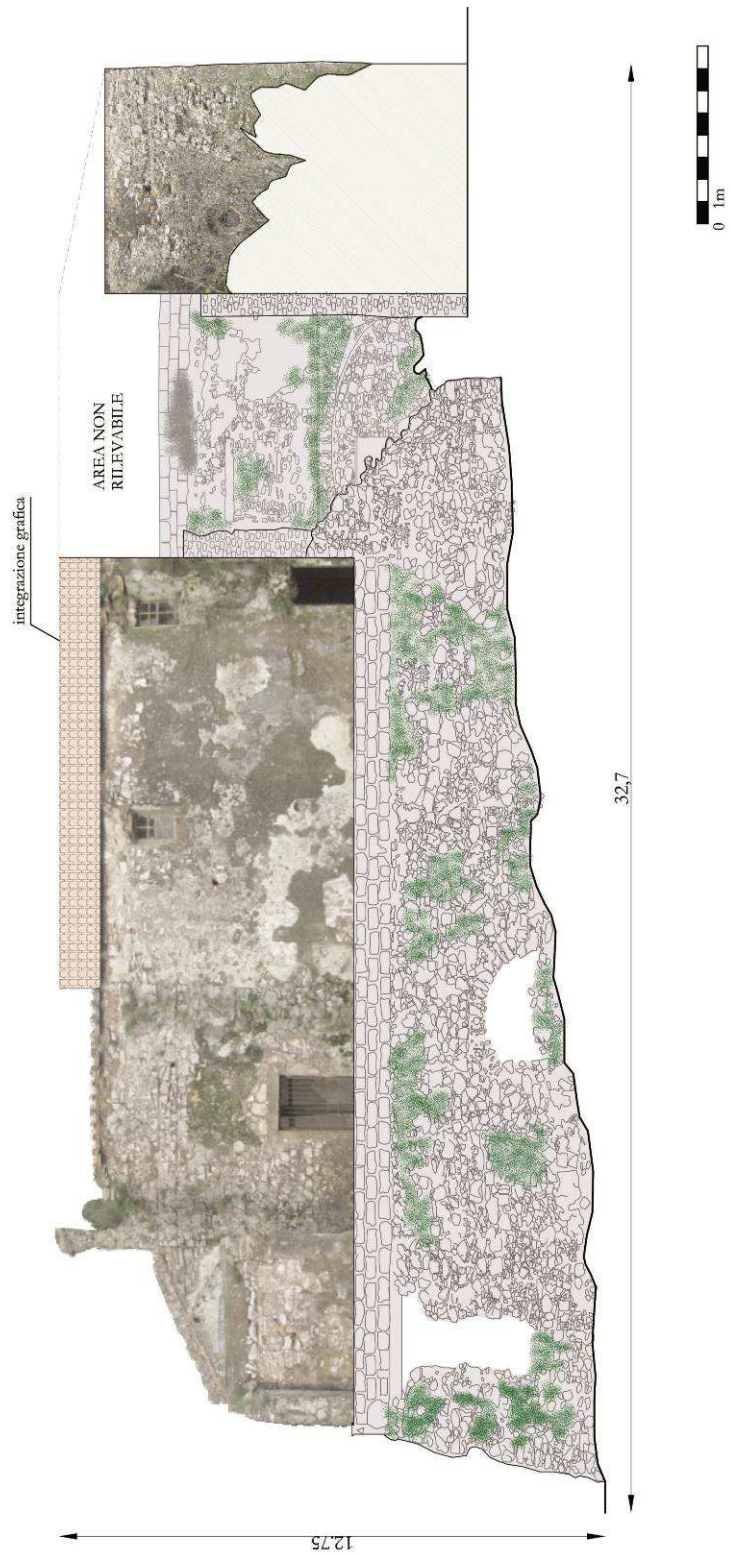 integrazione grafica
AREA NON
RILEVABILE
12.75
32,7
0 1m